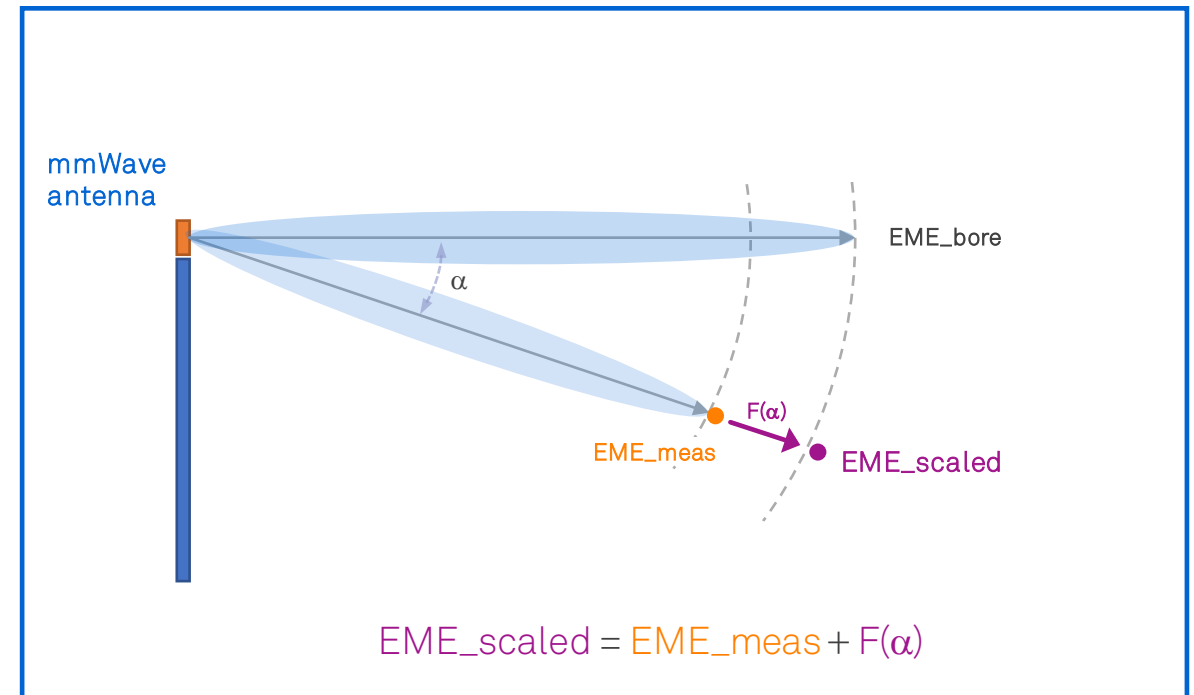 mmWave
antenna
EME_bore
α
F(α)
EME_meas
EME_scaled
EME_scaled = EME_meas + F(α)